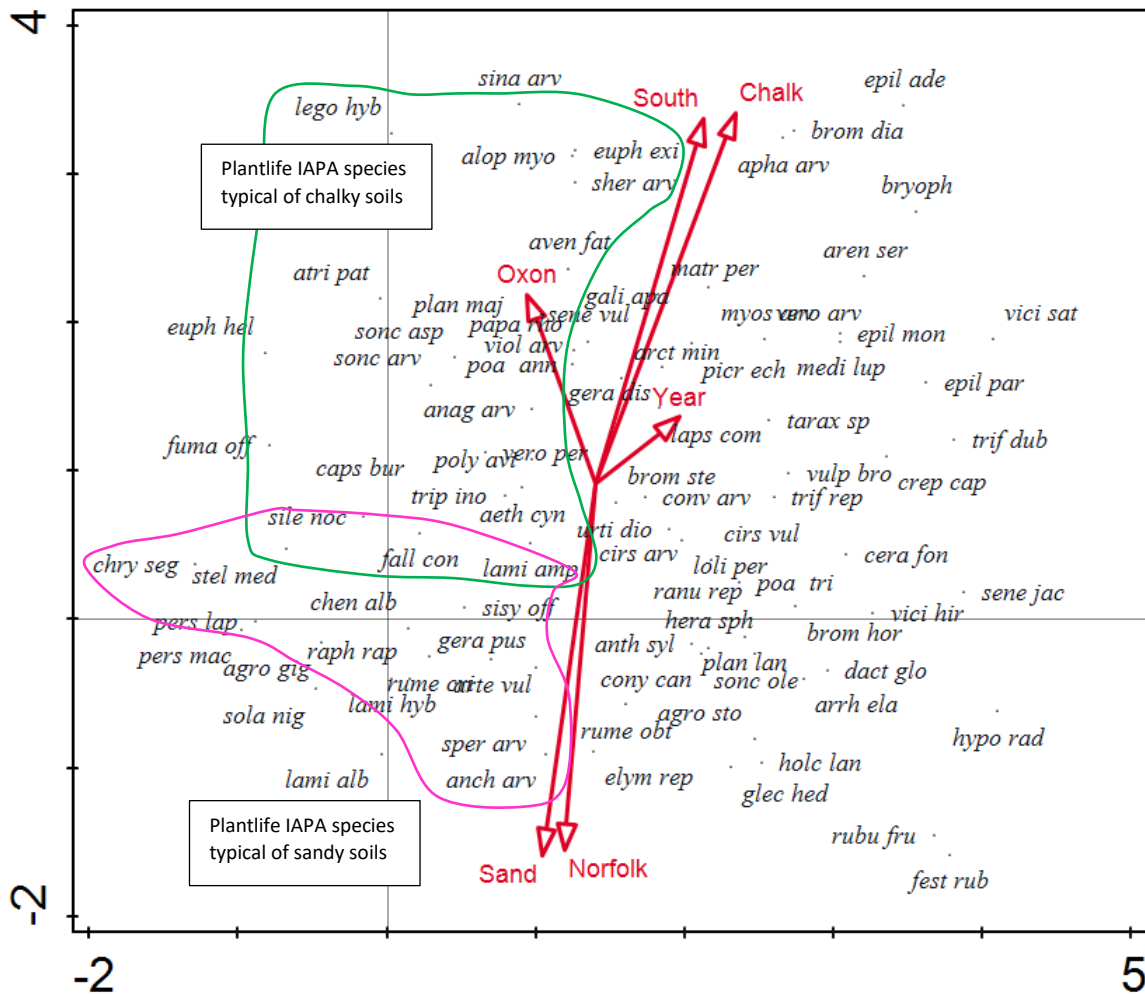 4
sina arv
epil ade
lego hyb
South
Chalk
brom dia
alop myo
euph exi
Plantlife IAPA species
typical of chalky soils
apha arv
sher arv
bryoph
aven fat
aren ser
atri pat
Oxon
matr per
plan maj
gali apa
euph hel
sonc asp
papa rho
sene vul
myos arv
vero arv
vici sat
sonc arv
viol arv
arct min
epil mon
poa ann
picr ech
medi lup
gera dis
Year
epil par
anag arv
laps com
tarax sp
fuma off
trif dub
caps bur
poly avi
vero per
brom ste
vulp bro
crep cap
trip ino
conv arv
trif rep
sile noc
aeth cyn
urti dio
cirs vul
chry seg
stel med
fall con
lami amp
cirs arv
loli per
cera fon
poa tri
ranu rep
sene jac
chen alb
sisy off
hera sph
vici hir
pers lap
gera pus
anth syl
brom hor
pers mac
agro gig
raph rap
plan lan
dact glo
arte vul
cony can
sonc ole
lami hyb
agro sto
arrh ela
sola nig
rume obt
sper arv
hypo rad
lami alb
anch arv
elym rep
holc lan
glec hed
Plantlife IAPA species
typical of sandy soils
rubu fru
Sand
Norfolk
fest rub
-2
-2
5